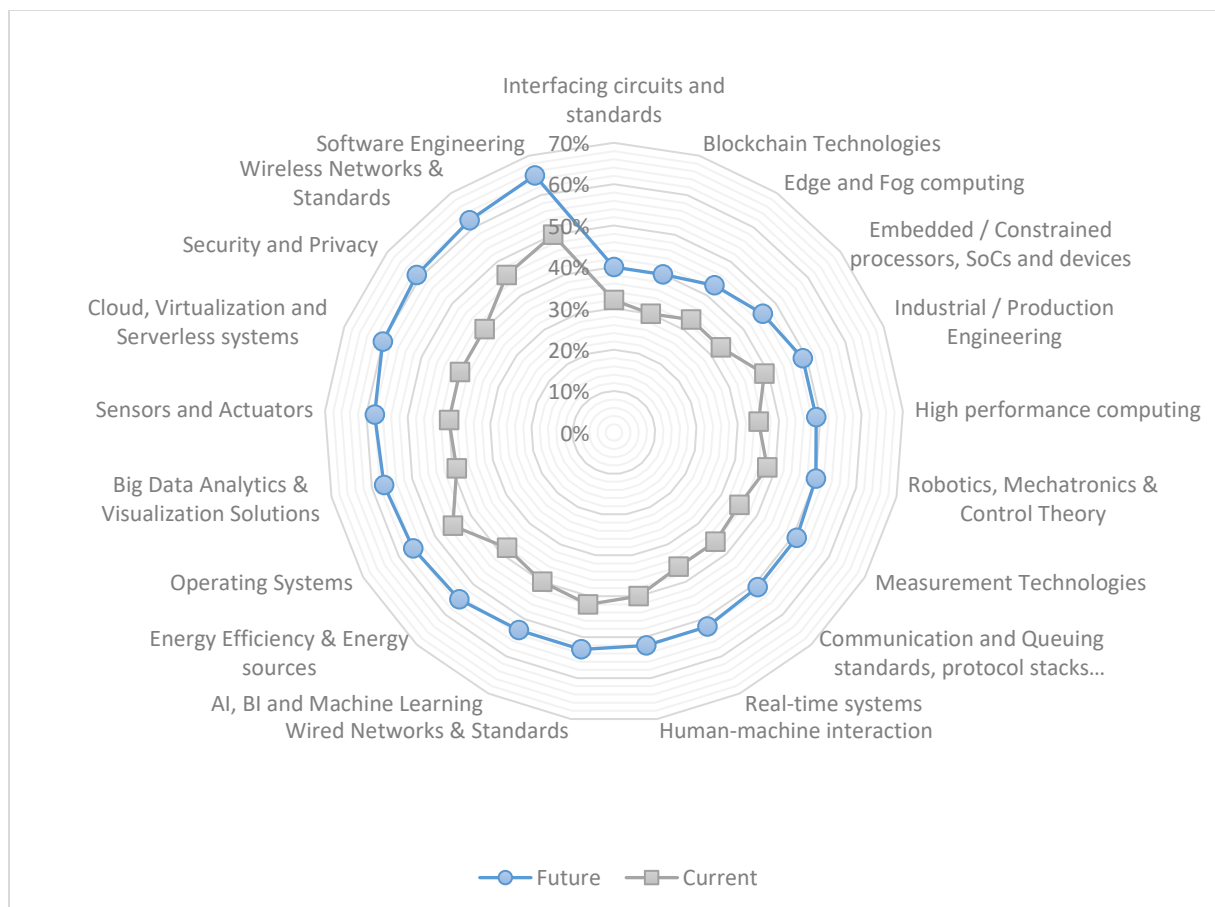 Interfacing circuits and
standards
Blockchain Technologies
Edge and Fog computing
Embedded / Constrained
processors, SoCs and devices
Industrial / Production
Engineering
High performance computing
Robotics, Mechatronics &
Control Theory
Measurement Technologies
Communication and Queuing
standards, protocol stacks…
Real-time systems
Human-machine interaction
Wired Networks & Standards
AI, BI and Machine Learning
Energy Efficiency & Energy
sources
Operating Systems
Big Data Analytics &
Visualization Solutions
Sensors and Actuators
Cloud, Virtualization and
Serverless systems
Security and Privacy
Wireless Networks &
Standards
Software Engineering
70%
60%
50%
40%
30%
20%
10%
0%
Future
Current